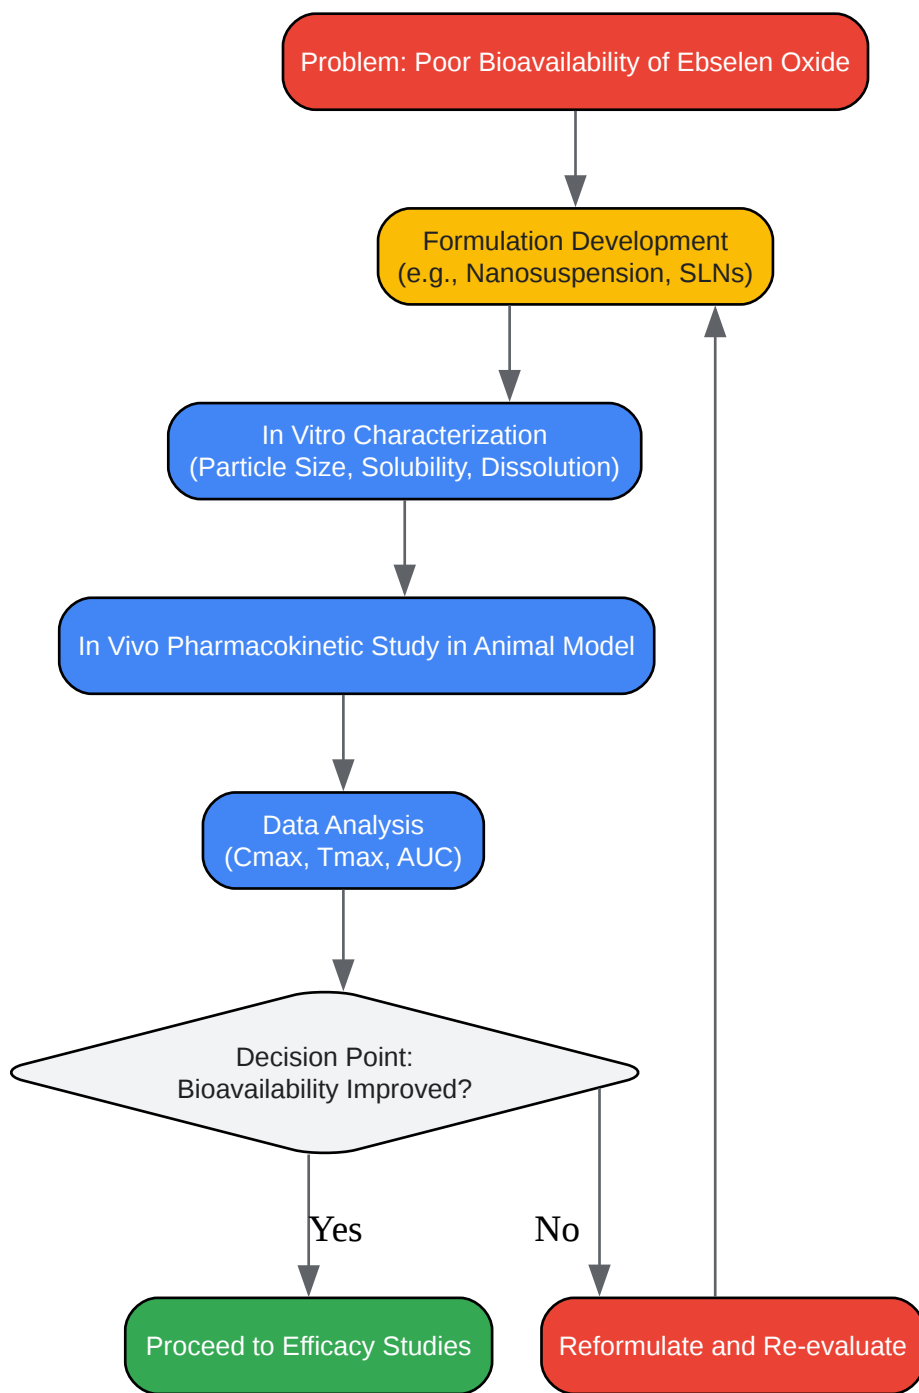 Problem: Poor Bioavailability of Ebselen Oxide
Formulation Development
(e.g., Nanosuspension, SLNs)
In Vitro Characterization
(Particle Size, Solubility, Dissolution)
In Vivo Pharmacokinetic Study in Animal Model
Data Analysis
(Cmax, Tmax, AUC)
Decision Point:
Bioavailability Improved?
Yes
No
Proceed to Efficacy Studies
Reformulate and Re-evaluate